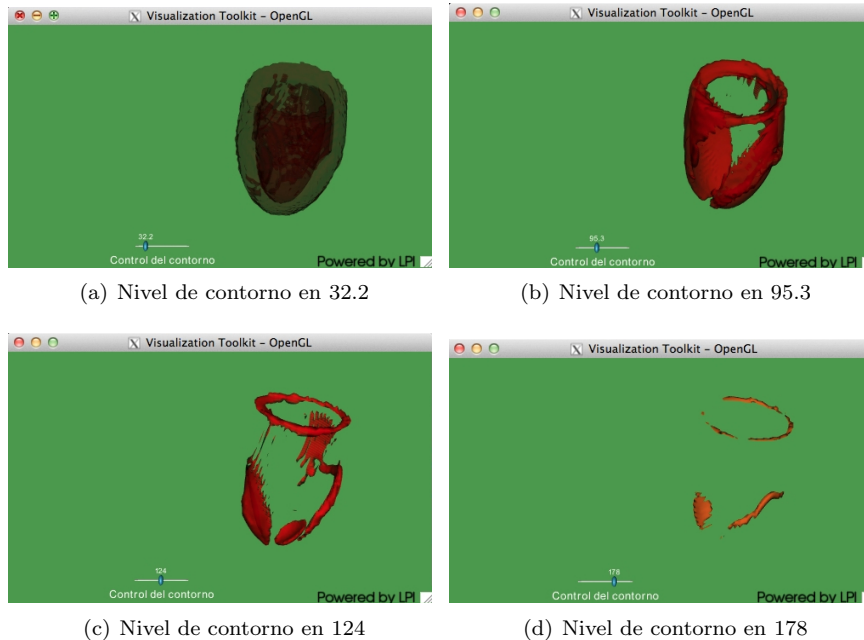 Visualization Toolkit - OpenGL
32.2
Control del contorno
Powered by LPI
(a) Nivel de contorno en 32.2
Visualization Toolkit - OpenGL
95.3
Control del contorno
Powered by LPI
(b) Nivel de contorno en 95.3
Visualization Toolkit - OpenGL
124
Control del contorno
Powered by LPI
(c) Nivel de contorno en 124
Visualization Toolkit - OpenGL
178
Control del contorno
Powered by LPI
(d) Nivel de contorno en 178